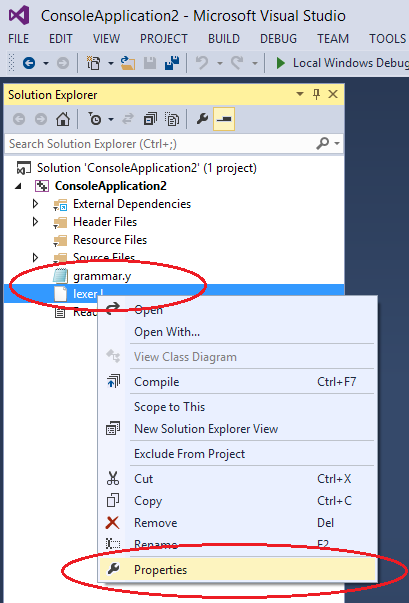 ConsoleApplication2 - Microsoft Visual Studio
FILE EDIT VIEW PROJECT BUILD DEBUG TEAM TOOLS
Local Windows Debug
Solution Explorer
Search Solution Explorer (Ctrl+;)
Solution 'ConsoleApplication2' (1 project)
ConsoleApplication2
External Dependencies
Header Files
Resource Files
Source Files
grammar.y
lexer.l
Read
Open
Open With...
View Class Diagram
Compile Ctrl+F7
Scope to This
New Solution Explorer View
Exclude From Project
Cut Ctrl+X
Copy Ctrl+C
Remove Del
Rename F2
Properties